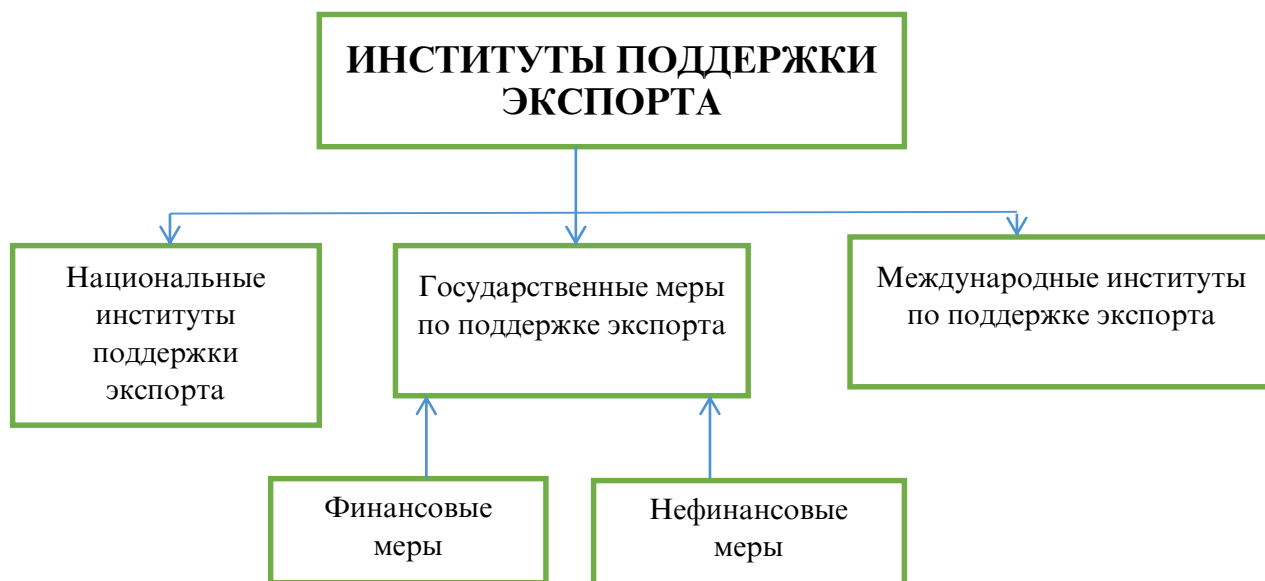 ИНСТИТУТЫ ПОДДЕРЖКИ
ЭКСПОРТА
Национальные
институты
поддержки
экспорта
Государственные меры
по поддержке экспорта
Международные институты
по поддержке экспорта
Финансовые
меры
Нефинансовые
меры